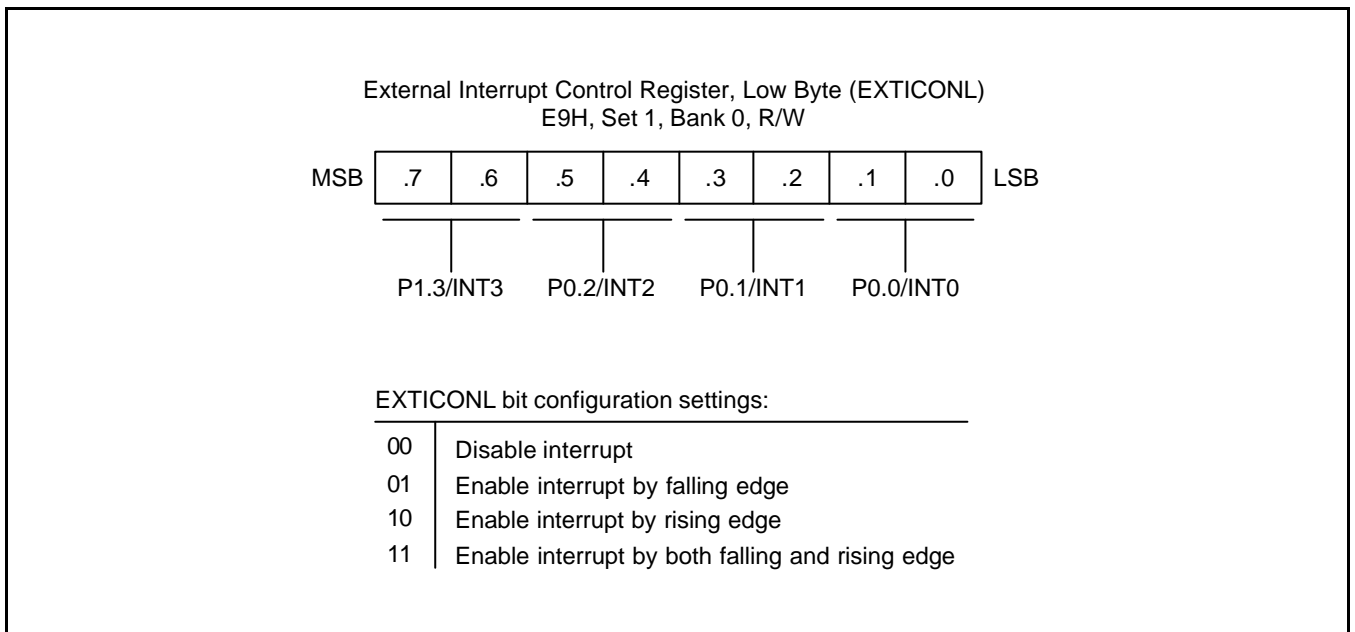 External Interrupt Control Register, Low Byte (EXTICONL)
E9H, Set 1, Bank 0, R/W
MSB .7 .6 .5 .4 .3 .2 .1 .0 LSB
P1.3/INT3 P0.2/INT2 P0.1/INT1 P0.0/INT0
EXTICONL bit configuration settings:
00 Disable interrupt
01 Enable interrupt by falling edge
10 Enable interrupt by rising edge
11 Enable interrupt by both falling and rising edge